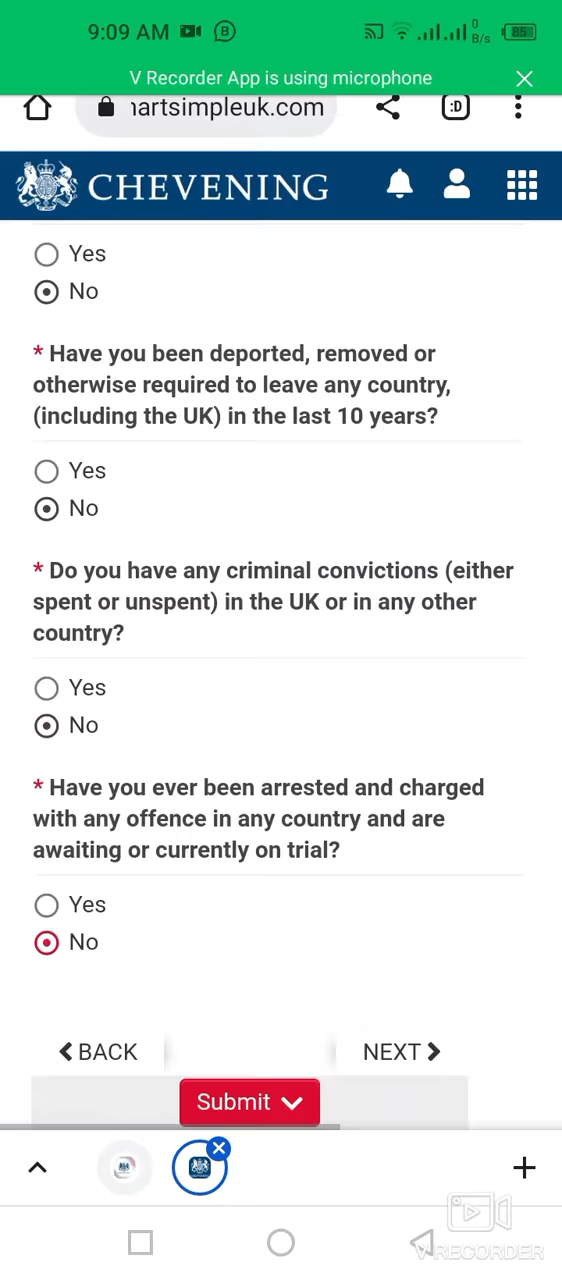 9:09 AM B 0 B/s 85
V Recorder App is using microphone
nartsimpleuk.com :D
CHEVENING
Yes
No
* Have you been deported, removed or
otherwise required to leave any country,
(including the UK) in the last 10 years?
Yes
No
* Do you have any criminal convictions (either
spent or unspent) in the UK or in any other
country?
Yes
No
* Have you ever been arrested and charged
with any offence in any country and are
awaiting or currently on trial?
Yes
No
BACK NEXT
Submit
VRECORDER